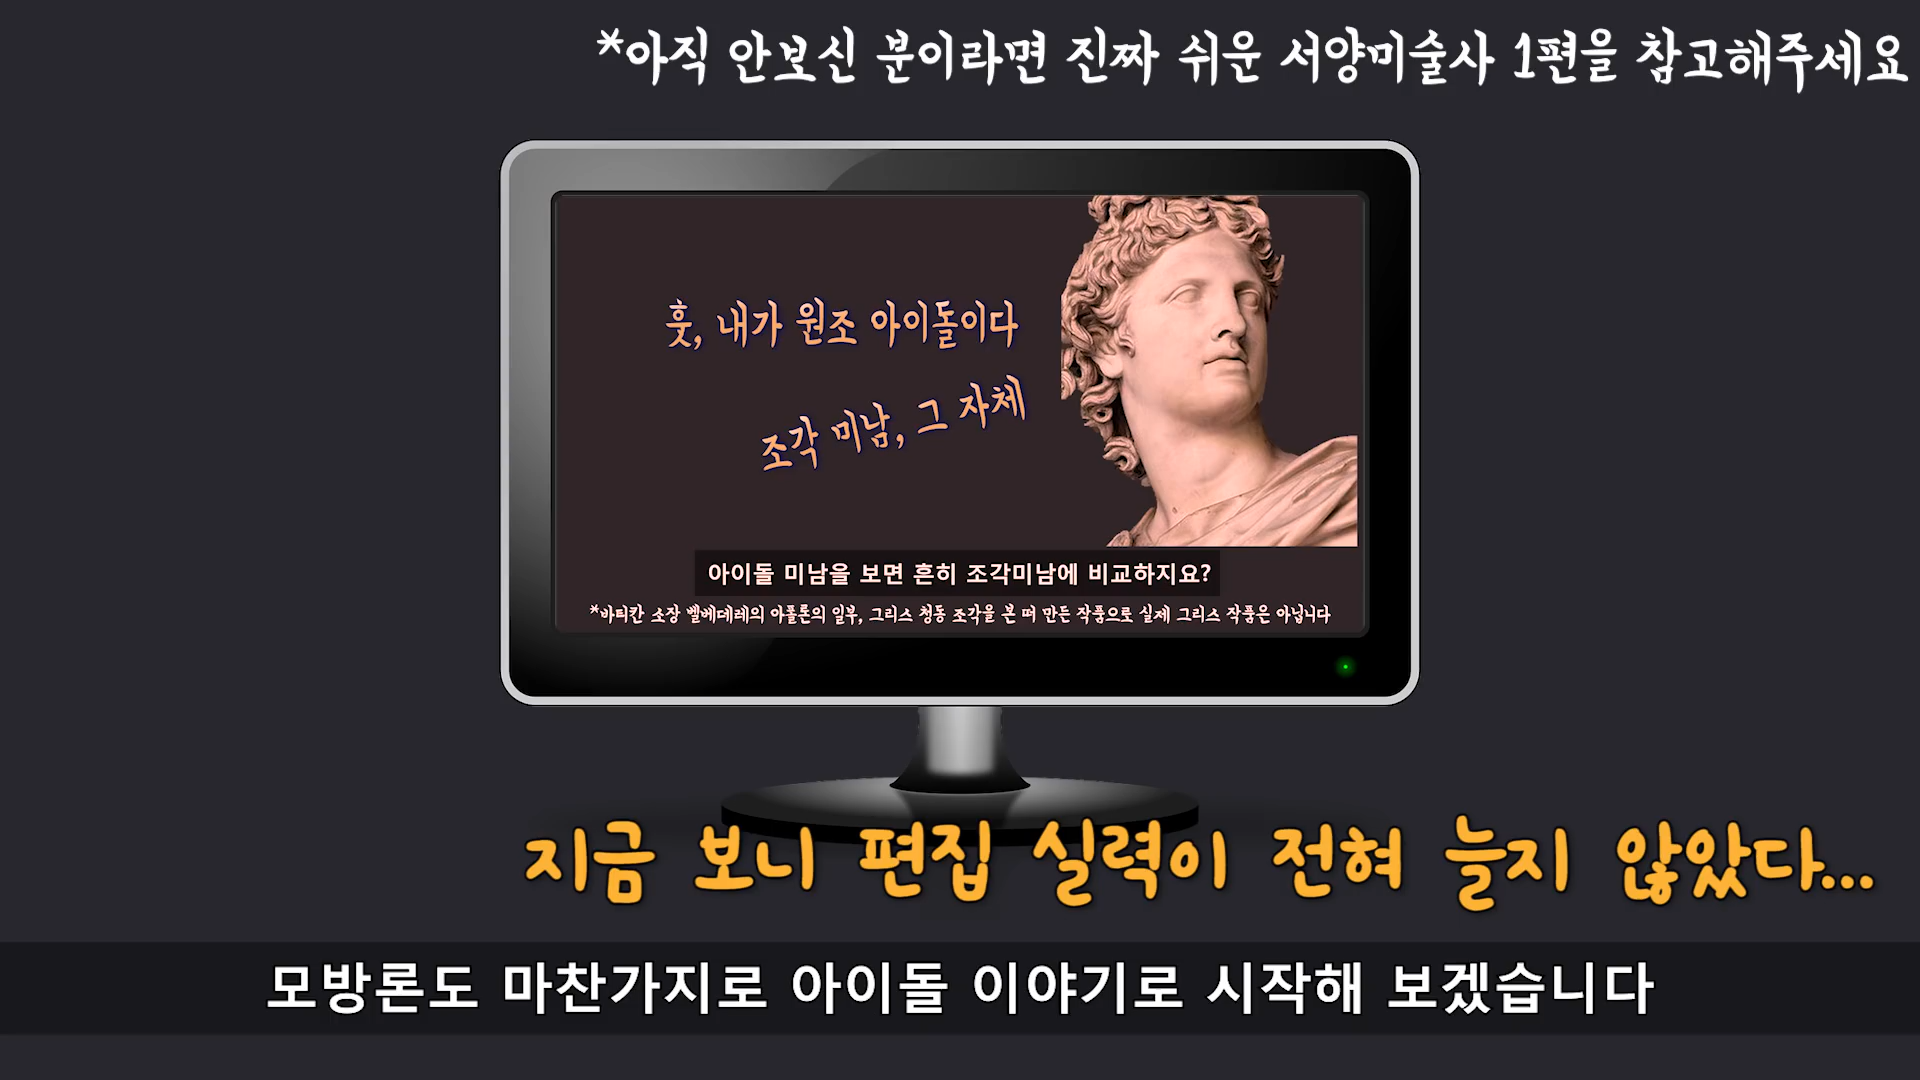 *아직 안보신 분이라면 진짜 쉬운 서양미술사 1편을 참고해주세요
훗, 내가 원조 아이돌이다
조각 미남, 그 자체
아이돌 미남을 보면 흔히 조각미남에 비교하지요?
*바티칸 소장 벨베데레의 아폴론의 일부, 그리스 청동 조각을 본 떠 만든 작품으로 실제 그리스 작품은 아닙니다
지금 보니 편집 실력이 전혀 늘지 않았다...
모방론도 마찬가지로 아이돌 이야기로 시작해 보겠습니다